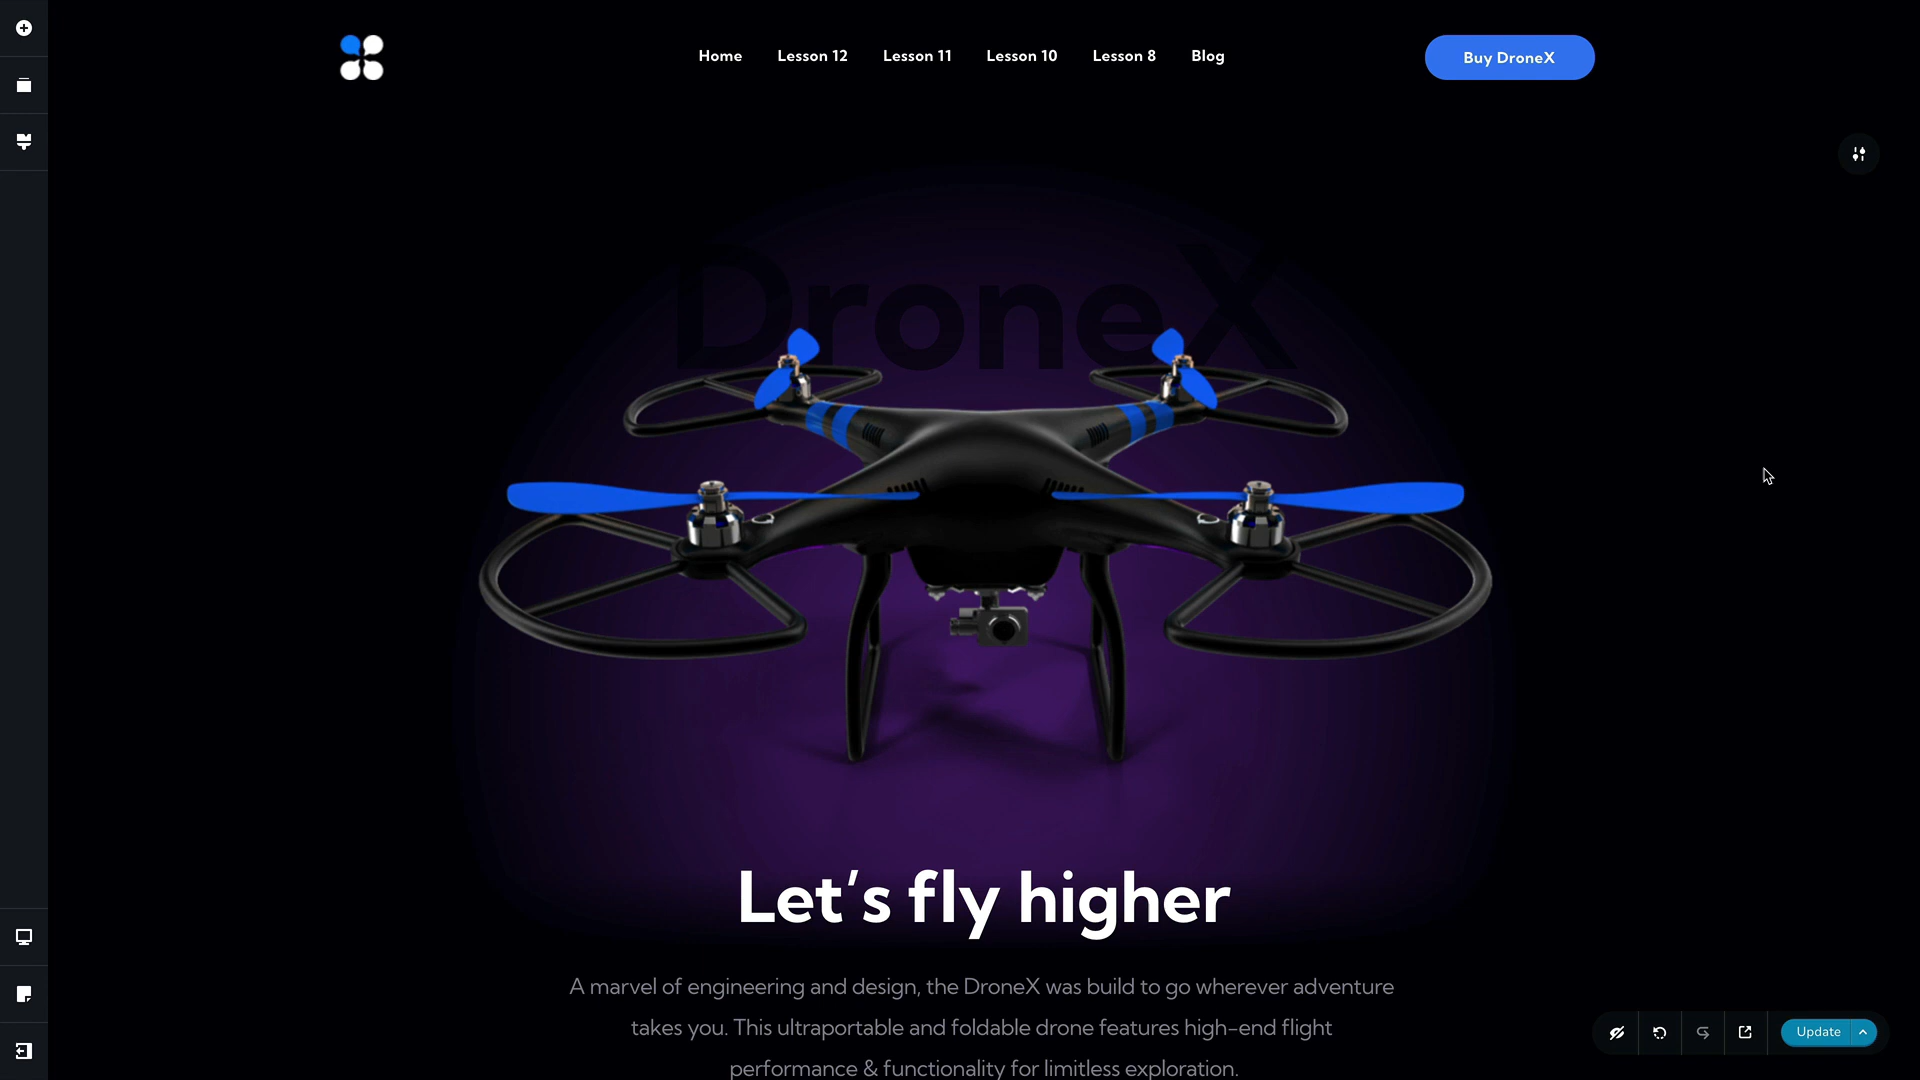 Home Lesson 12 Lesson 11 Lesson 10 Lesson 8 Blog Buy DroneX
DroneX
Let’s fly higher
A marvel of engineering and design, the DroneX was build to go wherever adventure
takes you. This ultraportable and foldable drone features high-end flight
performance & functionality for limitless exploration.
Update